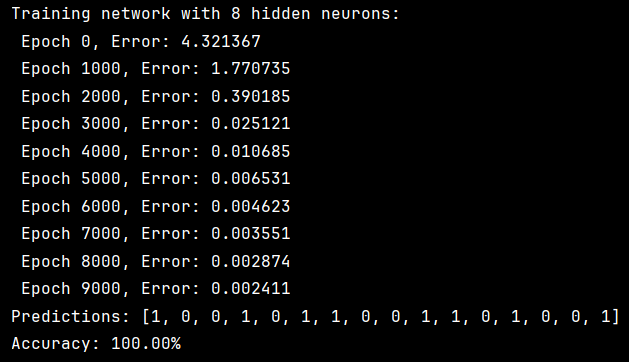 Training network with 8 hidden neurons:
Epoch 0, Error: 4.321367
Epoch 1000, Error: 1.770735
Epoch 2000, Error: 0.390185
Epoch 3000, Error: 0.025121
Epoch 4000, Error: 0.010685
Epoch 5000, Error: 0.006531
Epoch 6000, Error: 0.004623
Epoch 7000, Error: 0.003551
Epoch 8000, Error: 0.002874
Epoch 9000, Error: 0.002411
Predictions: [1, 0, 0, 1, 0, 1, 1, 0, 0, 1, 1, 0, 1, 0, 0, 1]
Accuracy: 100.00%